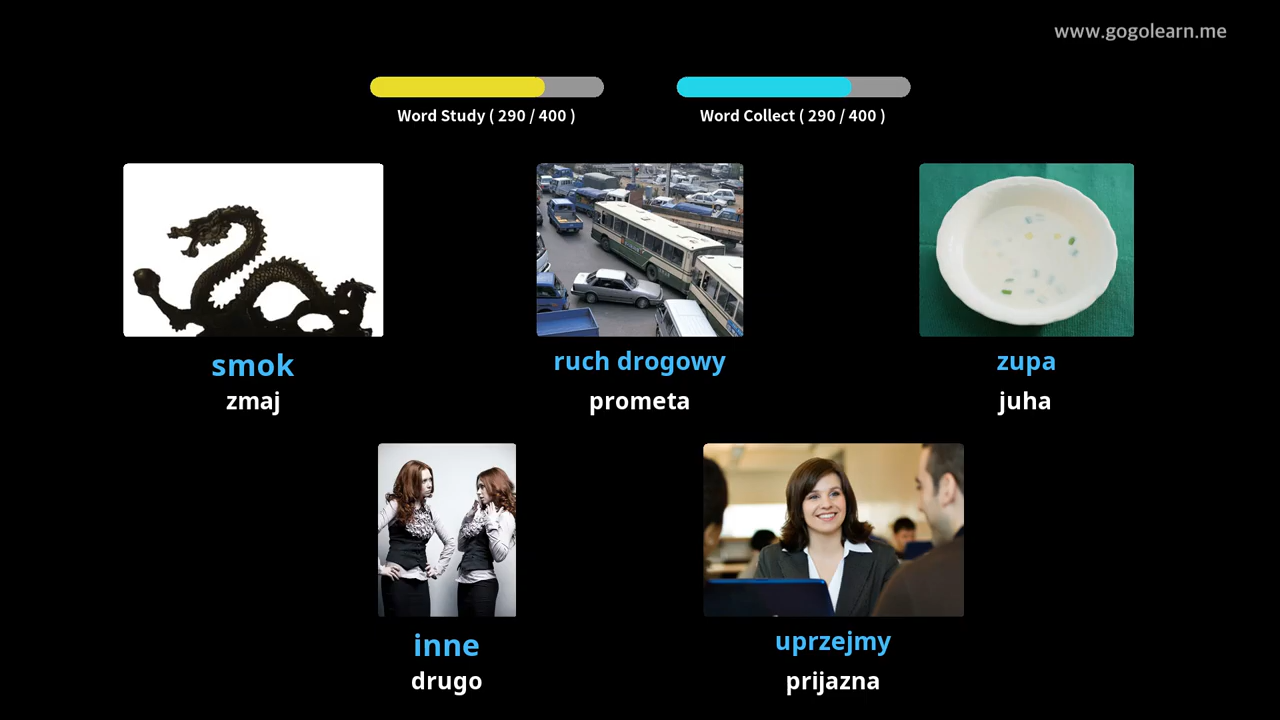 www.gogolearn.me
Word Study ( 290 / 400 )
Word Collect ( 290 / 400 )
smok
zmaj
ruch drogowy
prometa
zupa
juha
inne
drugo
uprzejmy
prijazna